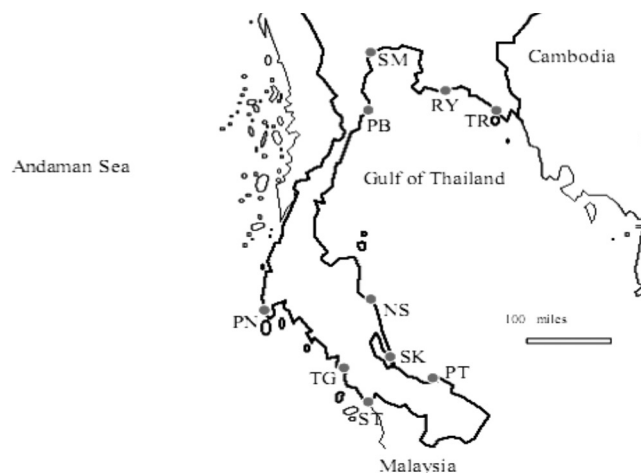 Cambodia
SM
RY
TR
PB
Andaman Sea
Gulf of Thailand
NS
PN
100 miles
SK
PT
TG
ST
Malaysia